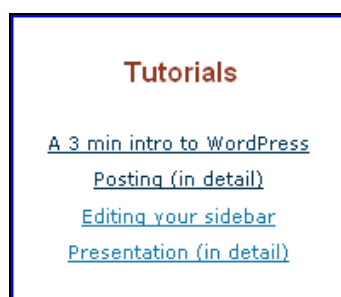 Tutorials
A 3 min intro to WordPress
Posting (in detail)
Editing your sidebar
Presentation (in detail)